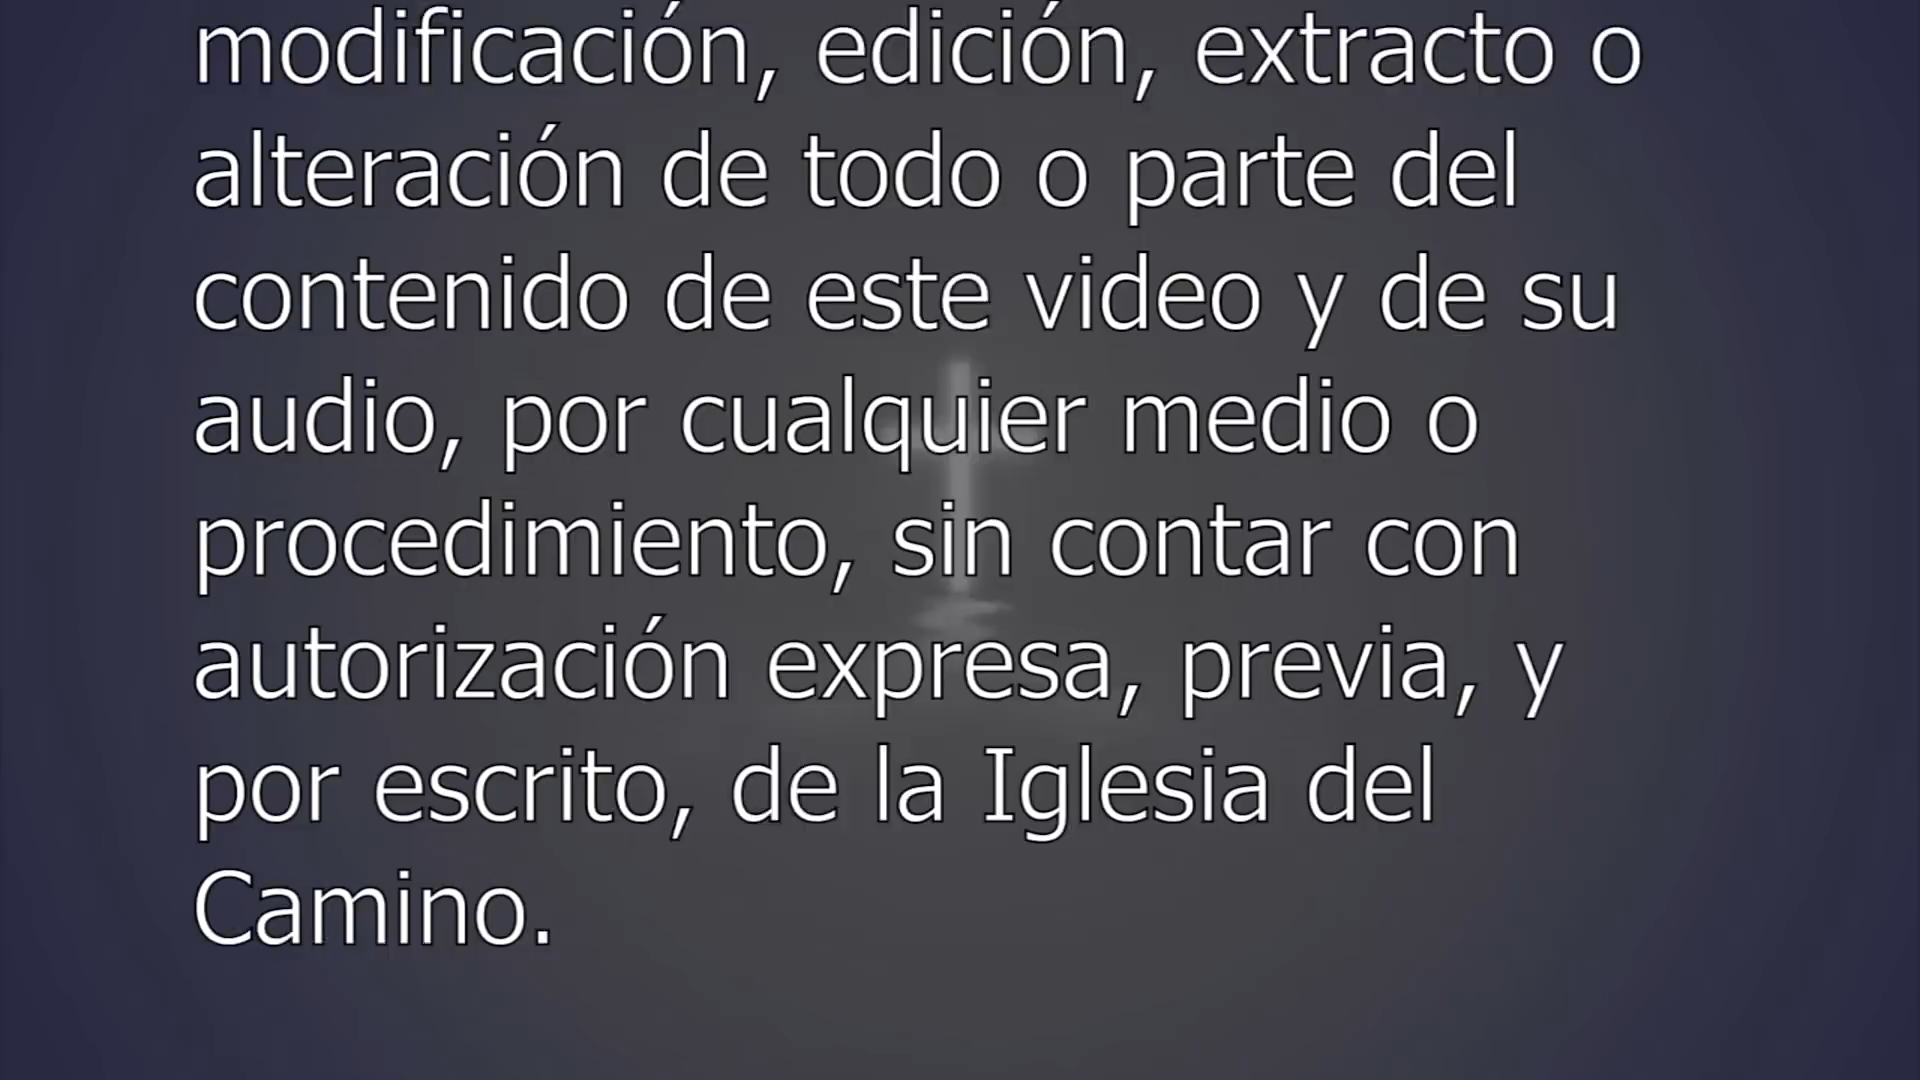 modificación, edición, extracto o
alteración de todo o parte del
contenido de este video y de su
audio, por cualquier medio o
procedimiento, sin contar con
autorización expresa, previa, y
por escrito, de la Iglesia del
Camino.